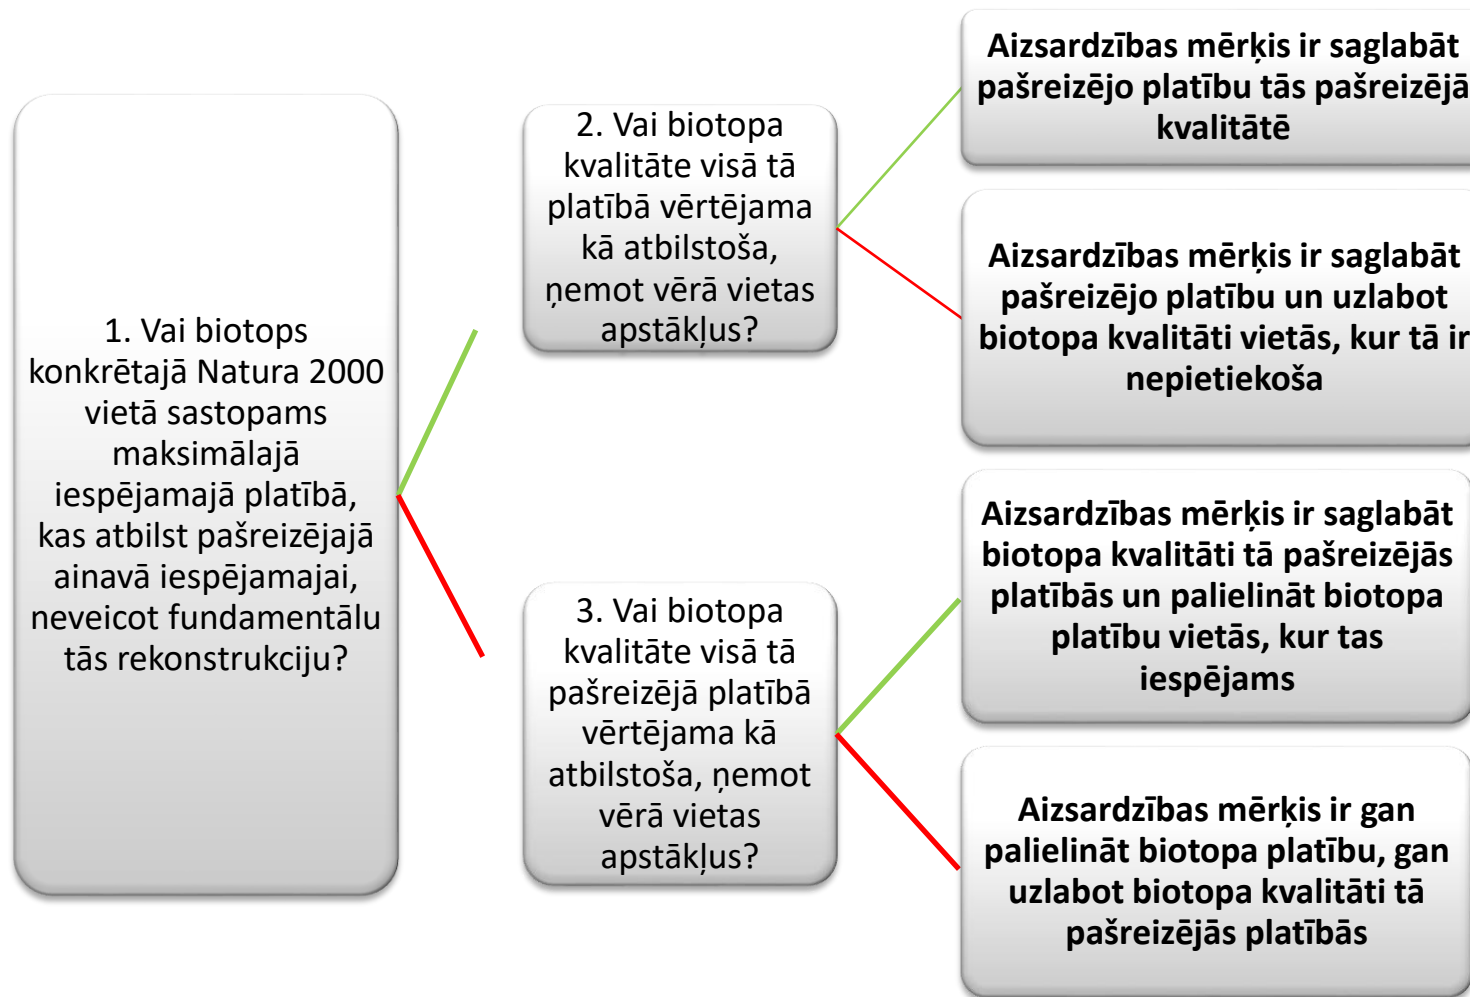 1. Vai biotops
konkrētajā Natura 2000
vietā sastopams
maksimālajā
iespējamajā platībā,
kas atbilst pašreizējajā
ainavā iespējamajai,
neveicot fundamentālu
tās rekonstrukciju?
2. Vai biotopa
kvalitāte visā tā
platībā vērtējama
kā atbilstoša,
ņemot vērā vietas
apstākļus?
Aizsardzības mērķis ir saglabāt
pašreizējo platību tās pašreizējā
kvalitātē
Aizsardzības mērķis ir saglabāt
pašreizējo platību un uzlabot
biotopa kvalitāti vietās, kur tā ir
nepietiekoša
3. Vai biotopa
kvalitāte visā tā
pašreizējā platībā
vērtējama kā
atbilstoša, ņemot
vērā vietas
apstākļus?
Aizsardzības mērķis ir saglabāt
biotopa kvalitāti tā pašreizējās
platībās un palielināt biotopa
platību vietās, kur tas
iespējams
Aizsardzības mērķis ir gan
palielināt biotopa platību, gan
uzlabot biotopa kvalitāti tā
pašreizējās platībās